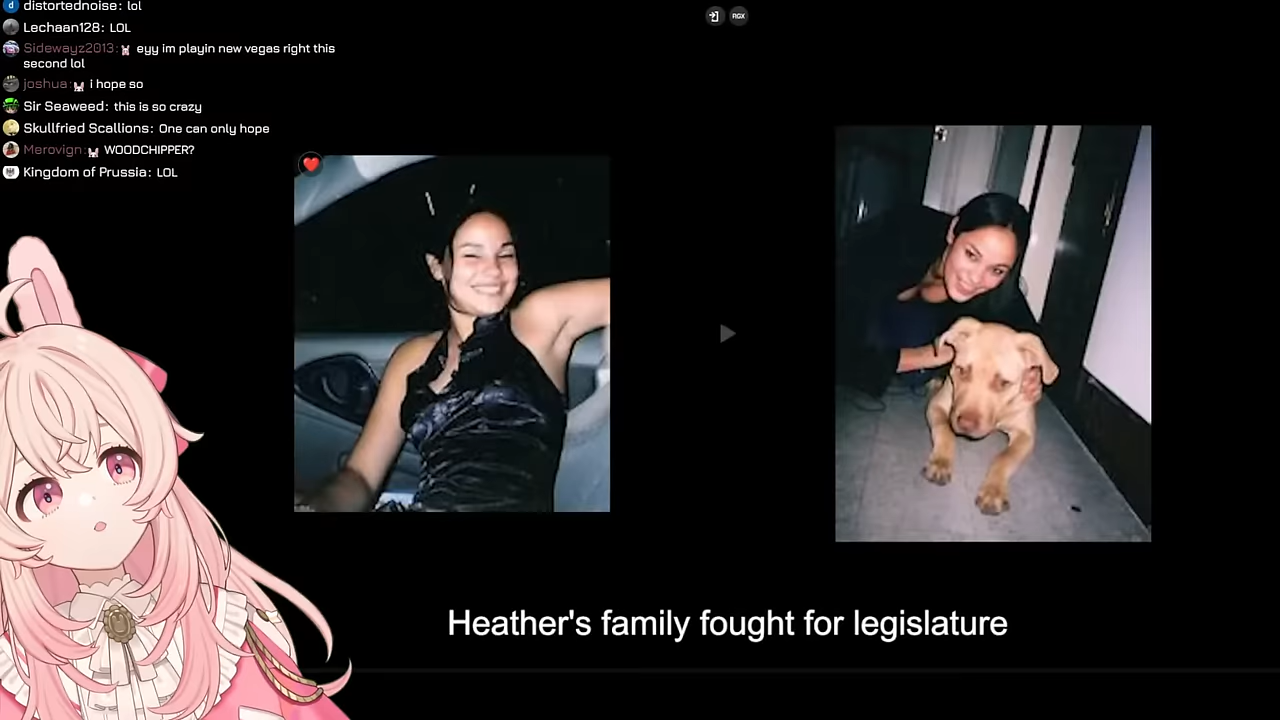 distortednoise: lol
Lechaan128: LOL
Sidewayz2013: eyy im playin new vegas right this
second lol
joshua: i hope so
Sir Seaweed: this is so crazy
Skullfried Scallions: One can only hope
Merovign: WOODCHIPPER?
Kingdom of Prussia: LOL
RGX
Heather's family fought for legislature